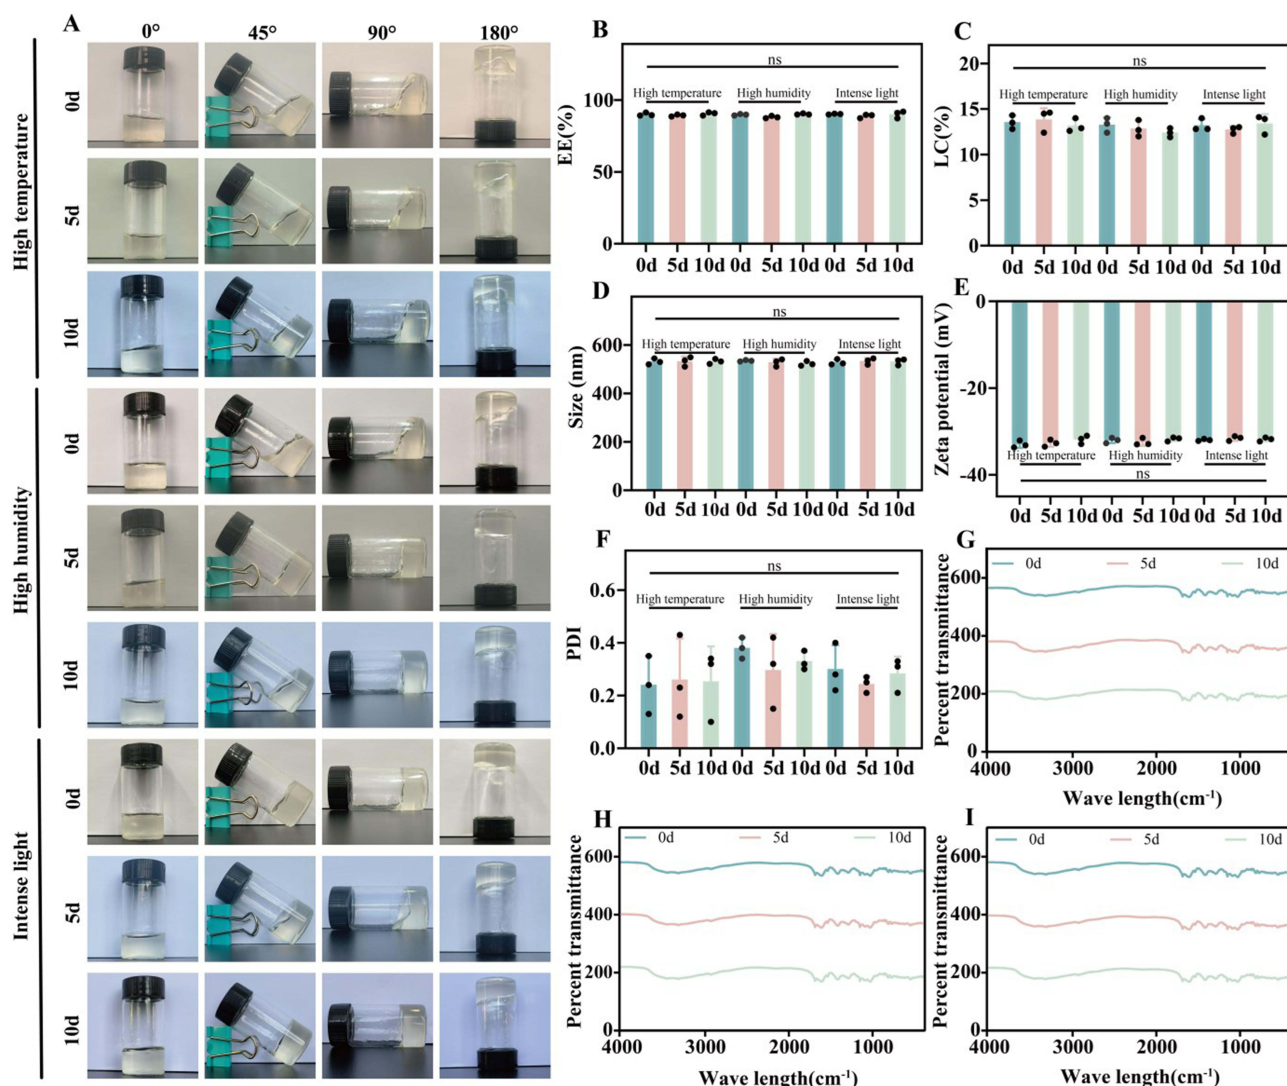 A
0° 45° 90° 180°
High temperature
0d
5d
10d
High humidity
0d
5d
10d
Intense light
0d
5d
10d
B
EE(%)
100
50
0
ns
High temperature High humidity Intense light
0d 5d 10d 0d 5d 10d 0d 5d 10d
C
LC(%)
20
15
10
5
0
ns
High temperature High humidity Intense light
0d 5d 10d 0d 5d 10d 0d 5d 10d
D
Size (nm)
600
400
200
0
ns
High temperature High humidity Intense light
0d 5d 10d 0d 5d 10d 0d 5d 10d
E
Zeta potential (mV)
0
-20
-40
High temperature High humidity Intense light
ns
0d 5d 10d 0d 5d 10d 0d 5d 10d
F
PDI
0.6
0.4
0.2
0.0
ns
High temperature High humidity Intense light
0d 5d 10d 0d 5d 10d 0d 5d 10d
G
0d 5d 10d
Percent transmittance
600
400
200
0
4000 3000 2000 1000
Wave length(cm⁻¹)
H
0d 5d 10d
Percent transmittance
600
400
200
0
4000 3000 2000 1000
Wave length(cm⁻¹)
I
0d 5d 10d
Percent transmittance
600
400
200
0
4000 3000 2000 1000
Wave length(cm⁻¹)